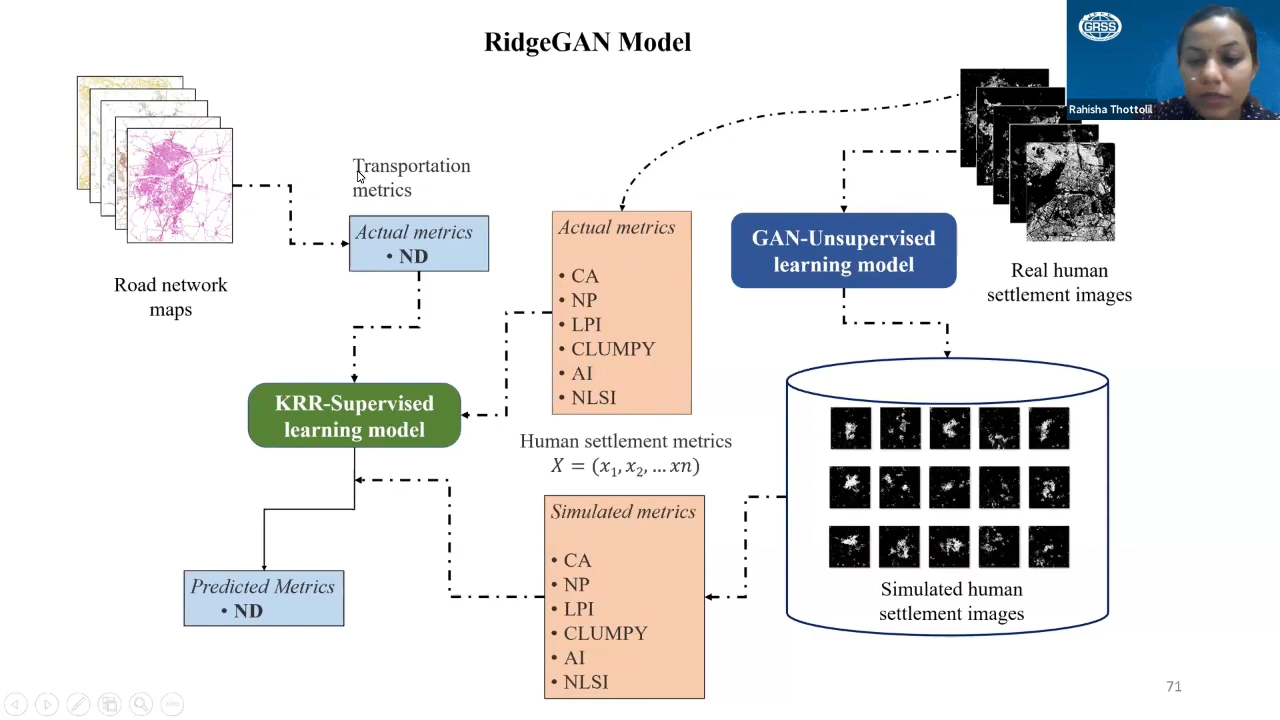 RidgeGAN Model
GRSS
Rahisha Thottolil
Transportation
metrics
Actual metrics
• ND
Road network
maps
Actual metrics
• CA
• NP
• LPI
• CLUMPY
• AI
• NLSI
GAN-Unsupervised
learning model
Real human
settlement images
KRR-Supervised
learning model
Human settlement metrics
X = (x₁, x₂, … xn)
Simulated metrics
• CA
• NP
• LPI
• CLUMPY
• AI
• NLSI
Simulated human
settlement images
Predicted Metrics
• ND
71